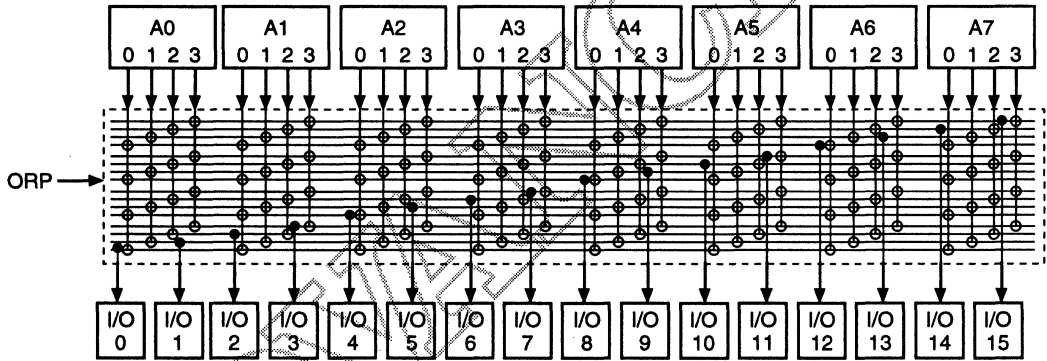 A0 A1 A2 A3 A4 A5 A6 A7
0 1 2 3 0 1 2 3 0 1 2 3 0 1 2 3 0 1 2 3 0 1 2 3 0 1 2 3 0 1 2 3
ORP
I/O I/O I/O I/O I/O I/O I/O I/O I/O I/O I/O I/O I/O I/O I/O I/O
0 1 2 3 4 5 6 7 8 9 10 11 12 13 14 15